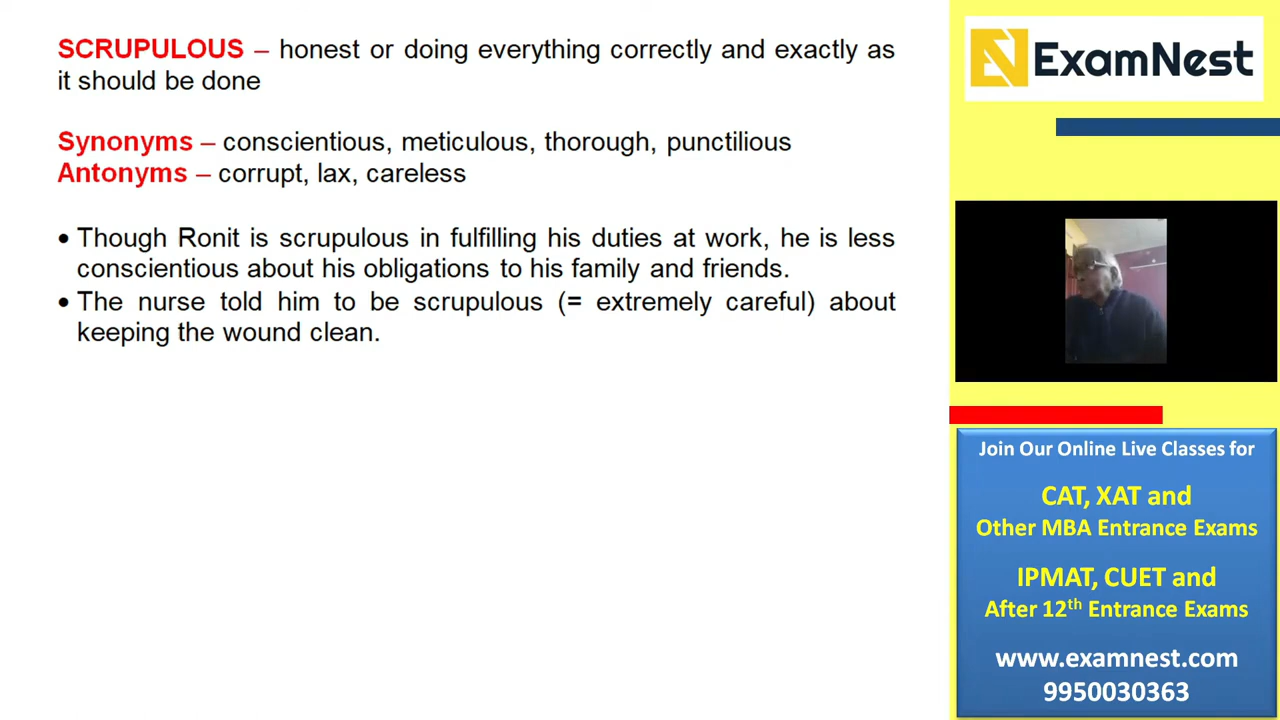 SCRUPULOUS – honest or doing everything correctly and exactly as
it should be done
Synonyms – conscientious, meticulous, thorough, punctilious
Antonyms – corrupt, lax, careless
• Though Ronit is scrupulous in fulfilling his duties at work, he is less
conscientious about his obligations to his family and friends.
• The nurse told him to be scrupulous (= extremely careful) about
keeping the wound clean.
ExamNest
Join Our Online Live Classes for
CAT, XAT and
Other MBA Entrance Exams
IPMAT, CUET and
After 12th Entrance Exams
www.examnest.com
9950030363